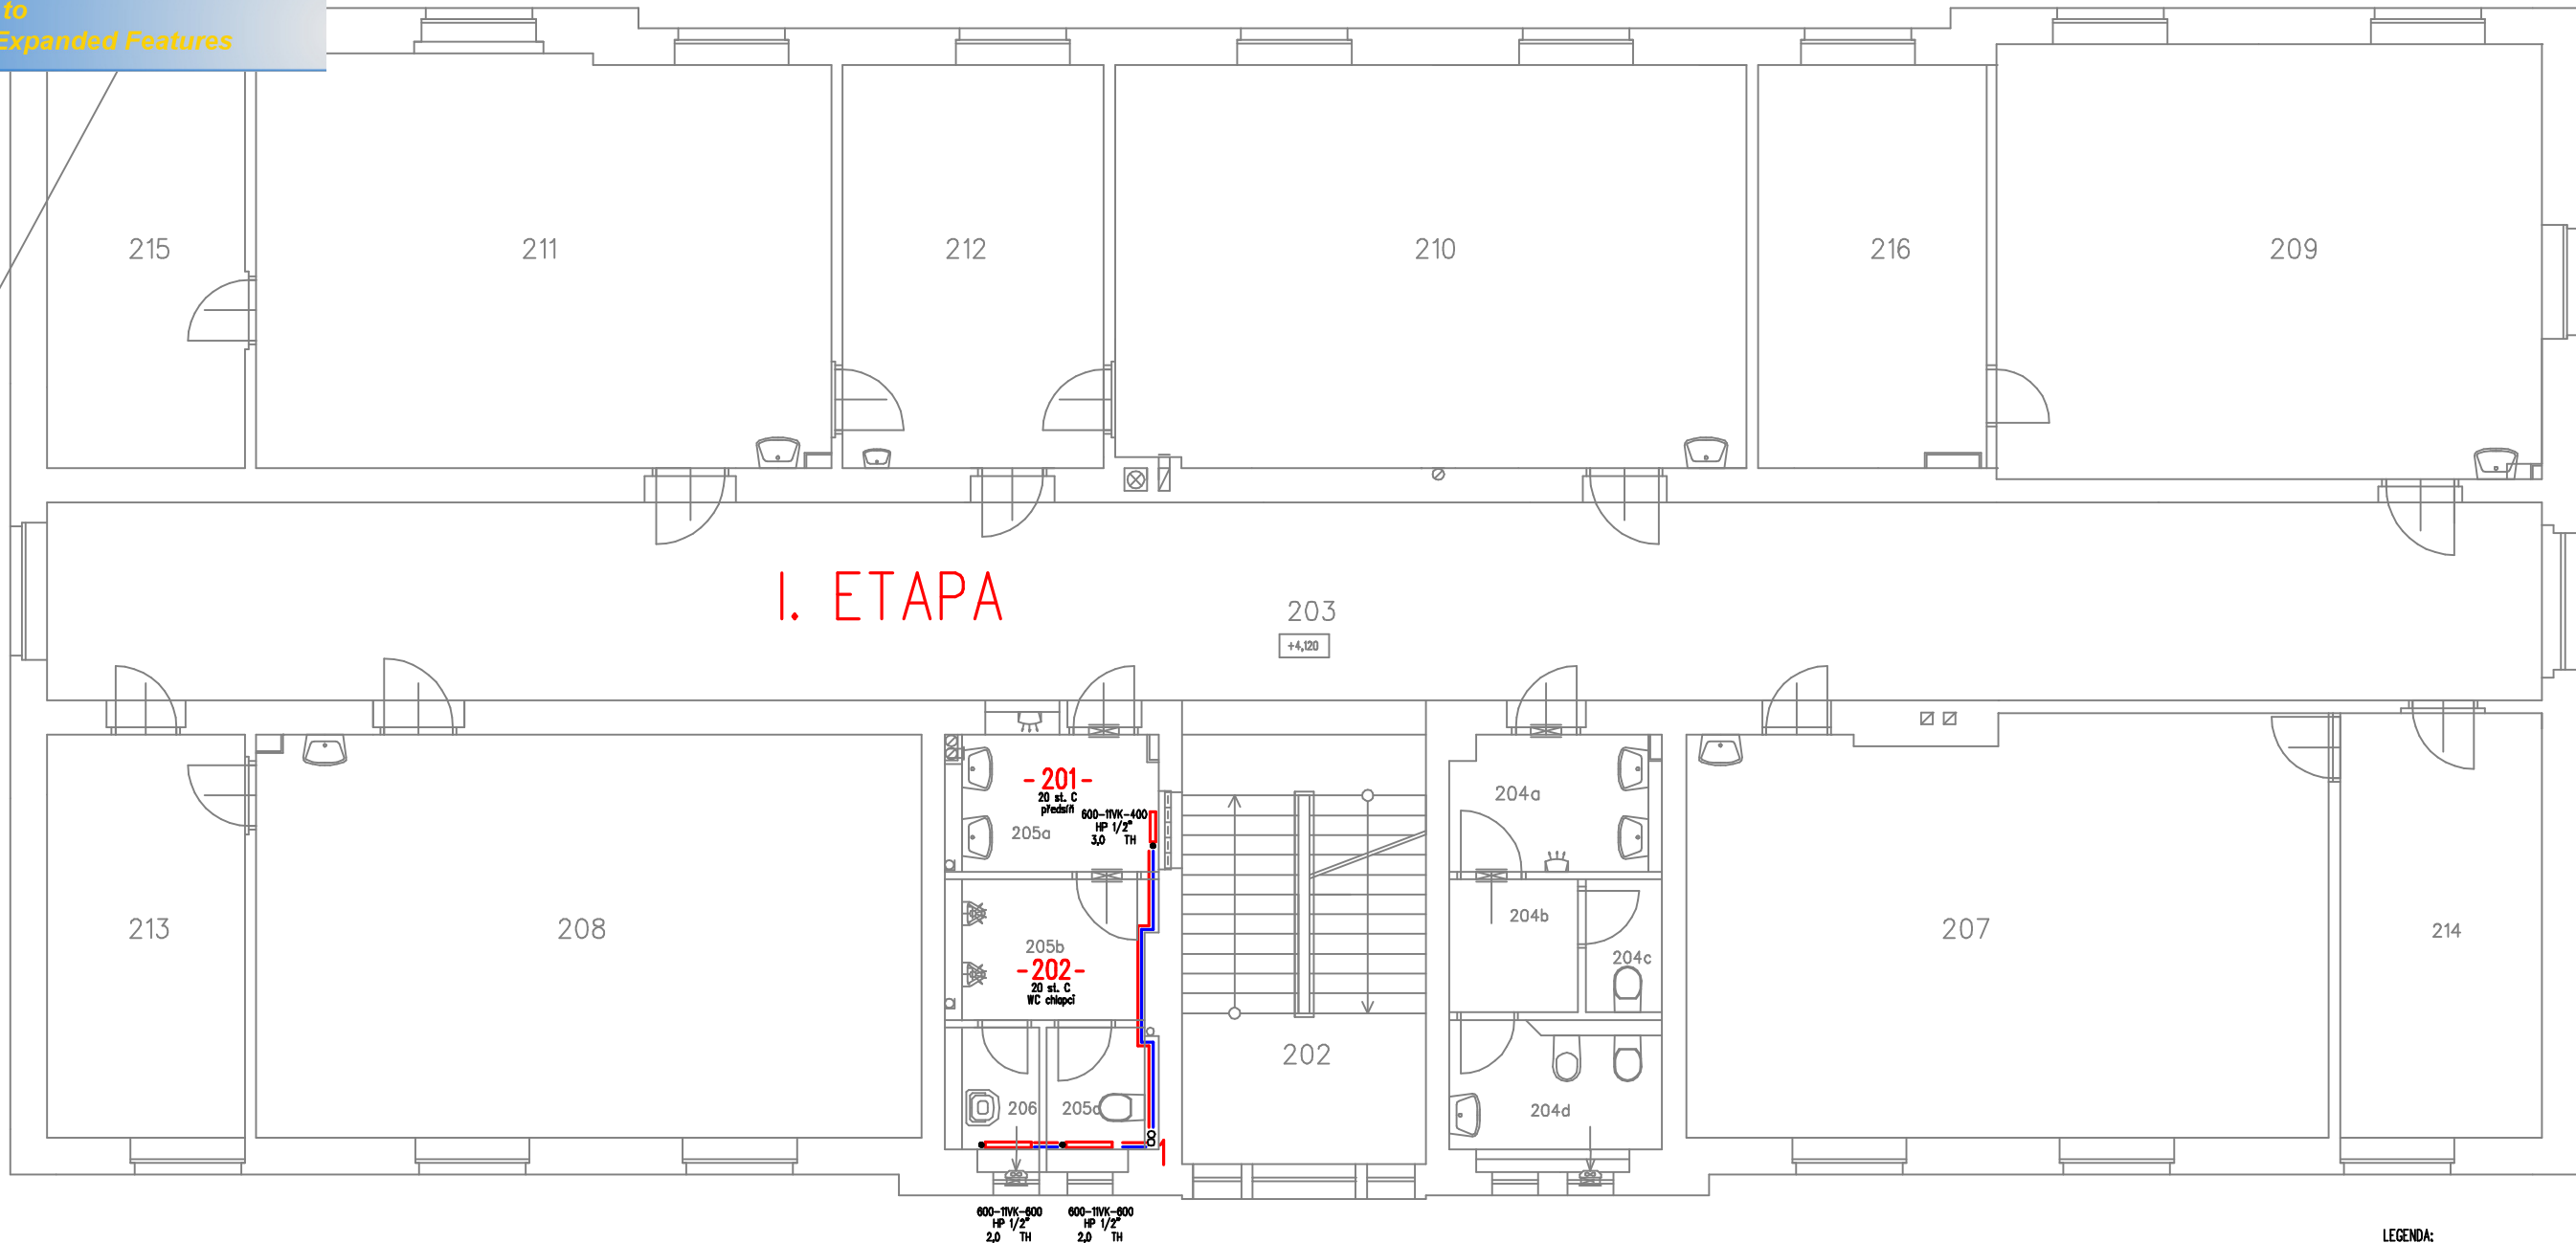 to
Expanded Features
215
211
212
210
216
209
I. ETAPA
203
+4,120
-201-
20 st. C
předsíň
205a
600-11VK-400
HP 1/2"
3,0 TH
204a
213
208
205b
-202-
20 st. C
WC chlapci
204b
204c
207
214
202
206
205c
204d
1
600-11VK-600
HP 1/2"
2,0 TH
600-11VK-600
HP 1/2"
2,0 TH
LEGENDA: